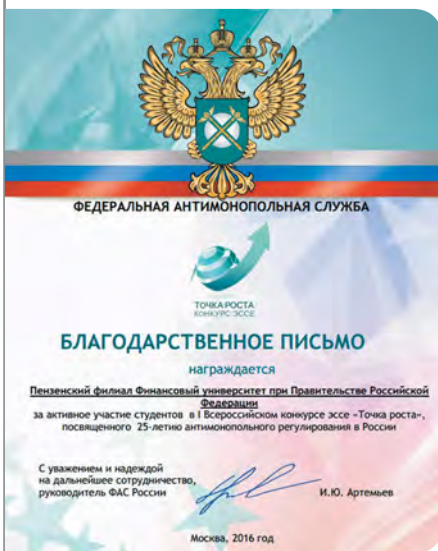 ФЕДЕРАЛЬНАЯ АНТИМОНОПОЛЬНАЯ СЛУЖБА
ТОЧКА РОСТА
КОНКУРС ЭССЕ
БЛАГОДАРСТВЕННОЕ ПИСЬМО
награждается
Пензенский филиал Финансовый университет при Правительстве Российской
Федерации
за активное участие студентов в I Всероссийском конкурсе эссе «Точка роста»,
посвященного 25-летию антимонопольного регулирования в России
С уважением и надеждой
на дальнейшее сотрудничество,
руководитель ФАС России
И.Ю. Артемьев
Москва, 2016 год